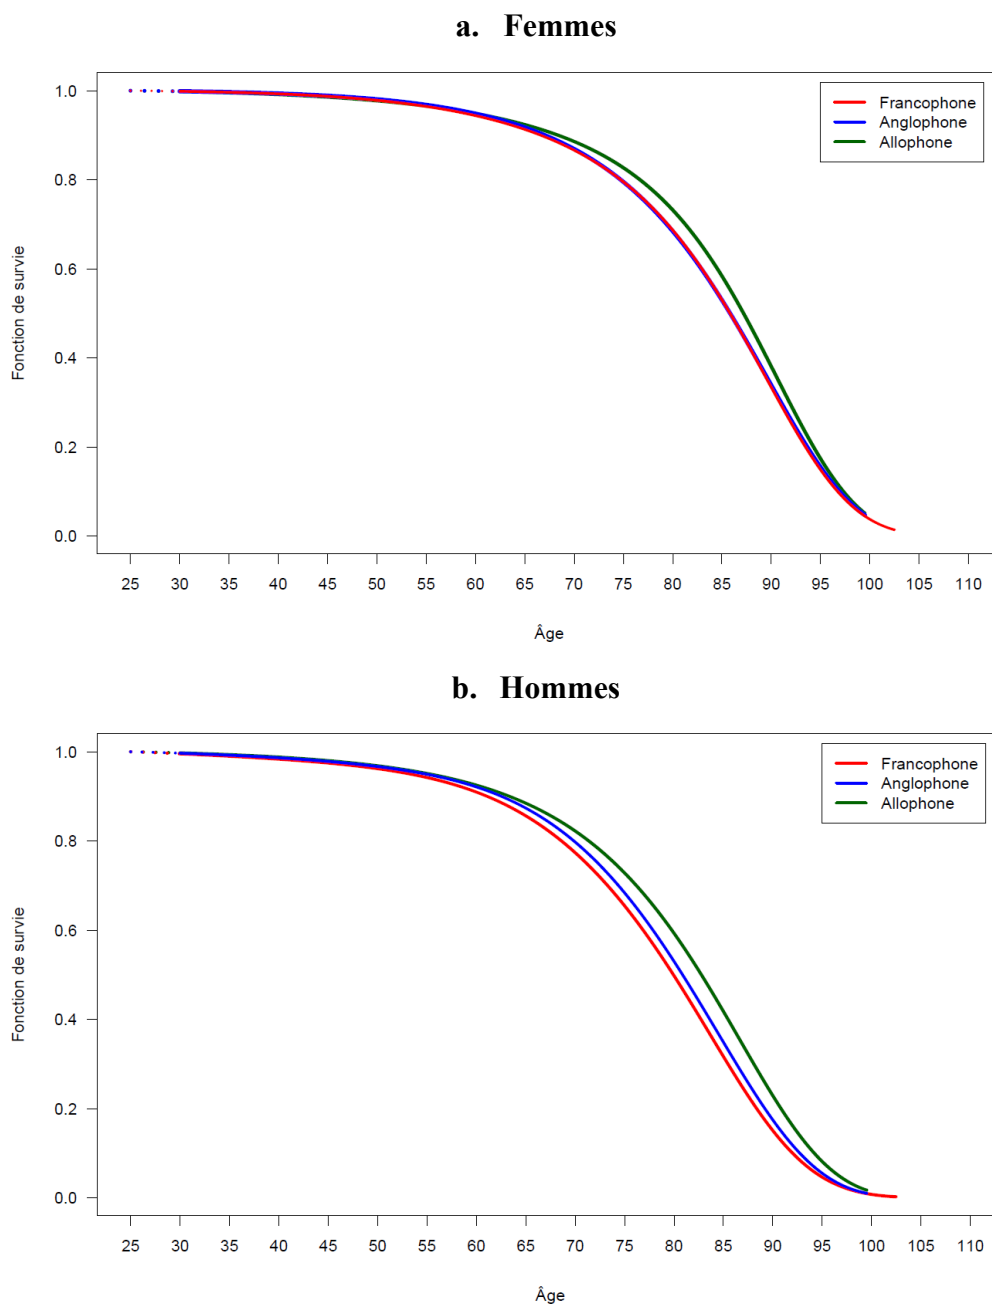 a. Femmes
Francophone
Anglophone
Allophone
1.0
0.8
0.6
0.4
0.2
0.0
Fonction de survie
25 30 35 40 45 50 55 60 65 70 75 80 85 90 95 100 105 110
Âge
b. Hommes
Francophone
Anglophone
Allophone
1.0
0.8
0.6
0.4
0.2
0.0
Fonction de survie
25 30 35 40 45 50 55 60 65 70 75 80 85 90 95 100 105 110
Âge